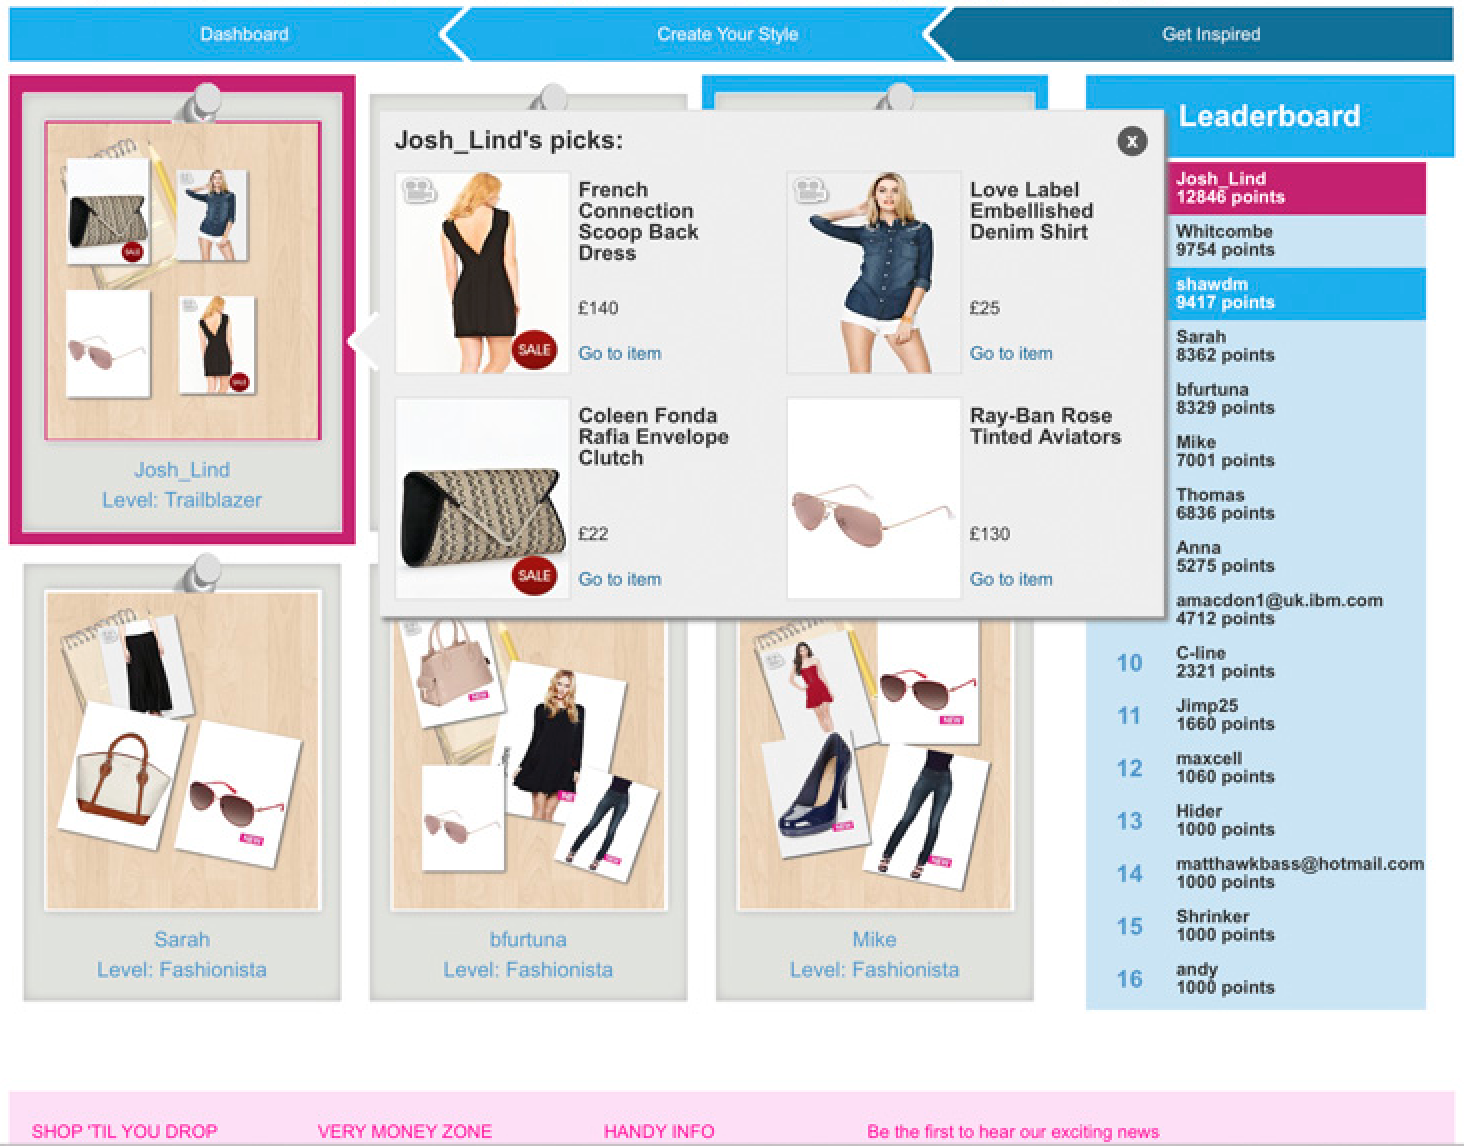 Dashboard
Create Your Style
Get Inspired
Josh_Lind
Level: Trailblazer
Josh_Lind's picks:
x
French
Connection
Scoop Back
Dress
£140
SALE
Go to item
Love Label
Embellished
Denim Shirt
£25
Go to item
Coleen Fonda
Rafia Envelope
Clutch
£22
SALE
Go to item
Ray-Ban Rose
Tinted Aviators
£130
Go to item
Leaderboard
Josh_Lind
12846 points
Whitcombe
9754 points
shawdm
9417 points
Sarah
8362 points
bfurtuna
8329 points
Mike
7001 points
Thomas
6836 points
Anna
5275 points
amacdon1@uk.ibm.com
4712 points
10 C-line
2321 points
11 Jimp25
1660 points
12 maxcell
1060 points
13 Hider
1000 points
14 matthawkbass@hotmail.com
1000 points
15 Shrinker
1000 points
16 andy
1000 points
SALE
SALE
NEW
NEW
NEW
NEW
NEW
NEW
Sarah
Level: Fashionista
bfurtuna
Level: Fashionista
Mike
Level: Fashionista
SHOP 'TIL YOU DROP
VERY MONEY ZONE
HANDY INFO
Be the first to hear our exciting news